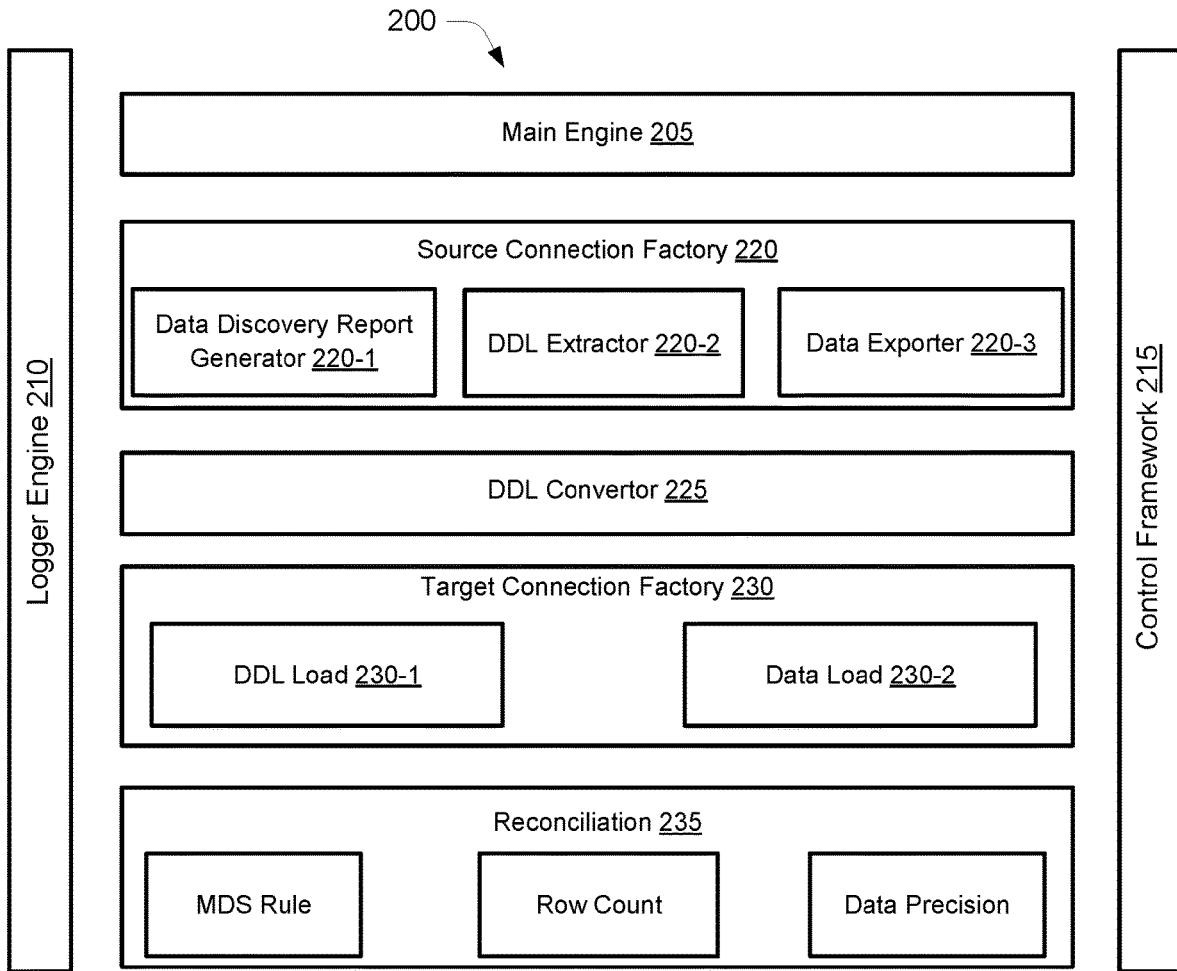 200
Logger Engine 210
Main Engine 205
Source Connection Factory 220
Data Discovery Report
Generator 220-1
DDL Extractor 220-2
Data Exporter 220-3
DDL Convertor 225
Target Connection Factory 230
DDL Load 230-1
Data Load 230-2
Reconciliation 235
MDS Rule
Row Count
Data Precision
Control Framework 215